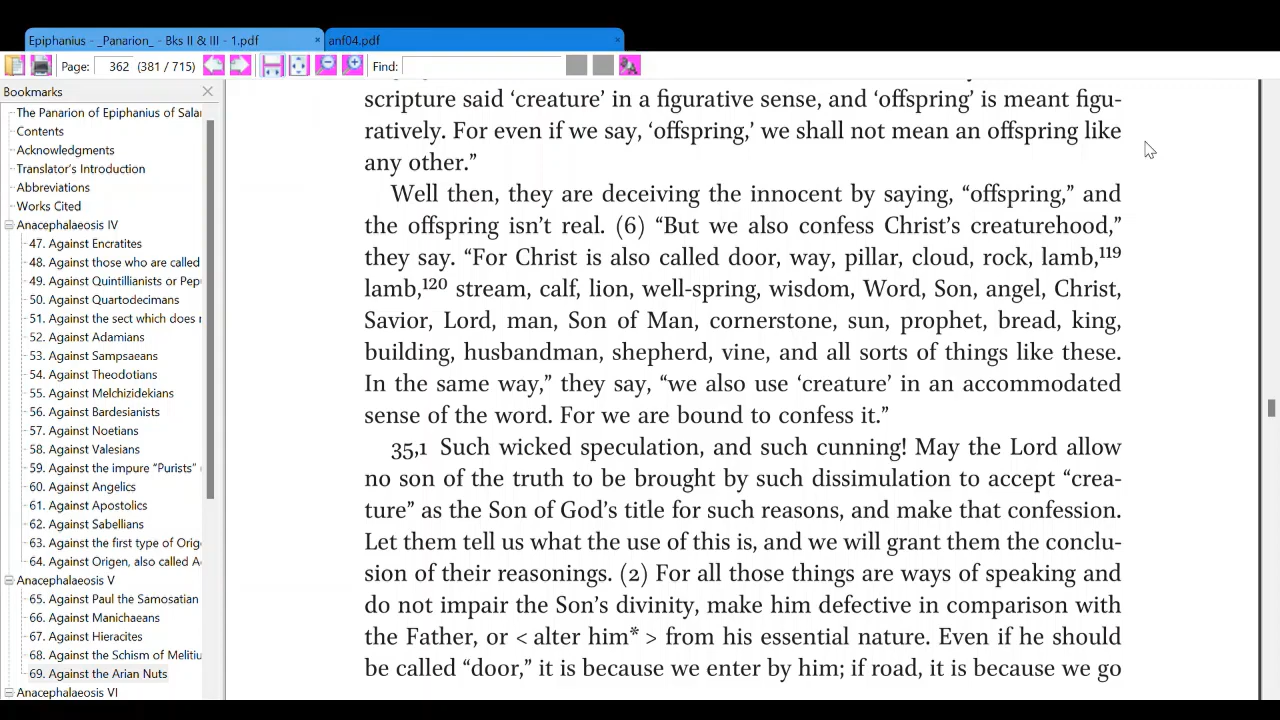 Epiphanius - _Panarion_ - Bks II & III - 1.pdf
anf04.pdf
Page: 362 (381 / 715)
Find:
Bookmarks
The Panarion of Epiphanius of Sala
Contents
Acknowledgments
Translator's Introduction
Abbreviations
Works Cited
Anacephalaeosis IV
47. Against Encratites
48. Against those who are called
49. Against Quintillianists or Pep
50. Against Quartodecimans
51. Against the sect which does r
52. Against Adamians
53. Against Sampsaeans
54. Against Theodotians
55. Against Melchizidekians
56. Against Bardesianists
57. Against Noetians
58. Against Valesians
59. Against the impure “Purists” (
60. Against Angelics
61. Against Apostolics
62. Against Sabellians
63. Against the first type of Orig
64. Against Origen, also called A
Anacephalaeosis V
65. Against Paul the Samosatian
66. Against Manichaeans
67. Against Hieracites
68. Against the Schism of Melitiu
69. Against the Arian Nuts
Anacephalaeosis VI
scripture said ‘creature’ in a figurative sense, and ‘offspring’ is meant figu-
ratively. For even if we say, ‘offspring,’ we shall not mean an offspring like
any other.”
Well then, they are deceiving the innocent by saying, “offspring,” and
the offspring isn’t real. (6) “But we also confess Christ’s creaturehood,”
they say. “For Christ is also called door, way, pillar, cloud, rock, lamb,119
lamb,120 stream, calf, lion, well-spring, wisdom, Word, Son, angel, Christ,
Savior, Lord, man, Son of Man, cornerstone, sun, prophet, bread, king,
building, husbandman, shepherd, vine, and all sorts of things like these.
In the same way,” they say, “we also use ‘creature’ in an accommodated
sense of the word. For we are bound to confess it.”
35,1 Such wicked speculation, and such cunning! May the Lord allow
no son of the truth to be brought by such dissimulation to accept “crea-
ture” as the Son of God’s title for such reasons, and make that confession.
Let them tell us what the use of this is, and we will grant them the conclu-
sion of their reasonings. (2) For all those things are ways of speaking and
do not impair the Son’s divinity, make him defective in comparison with
the Father, or < alter him* > from his essential nature. Even if he should
be called “door,” it is because we enter by him; if road, it is because we go